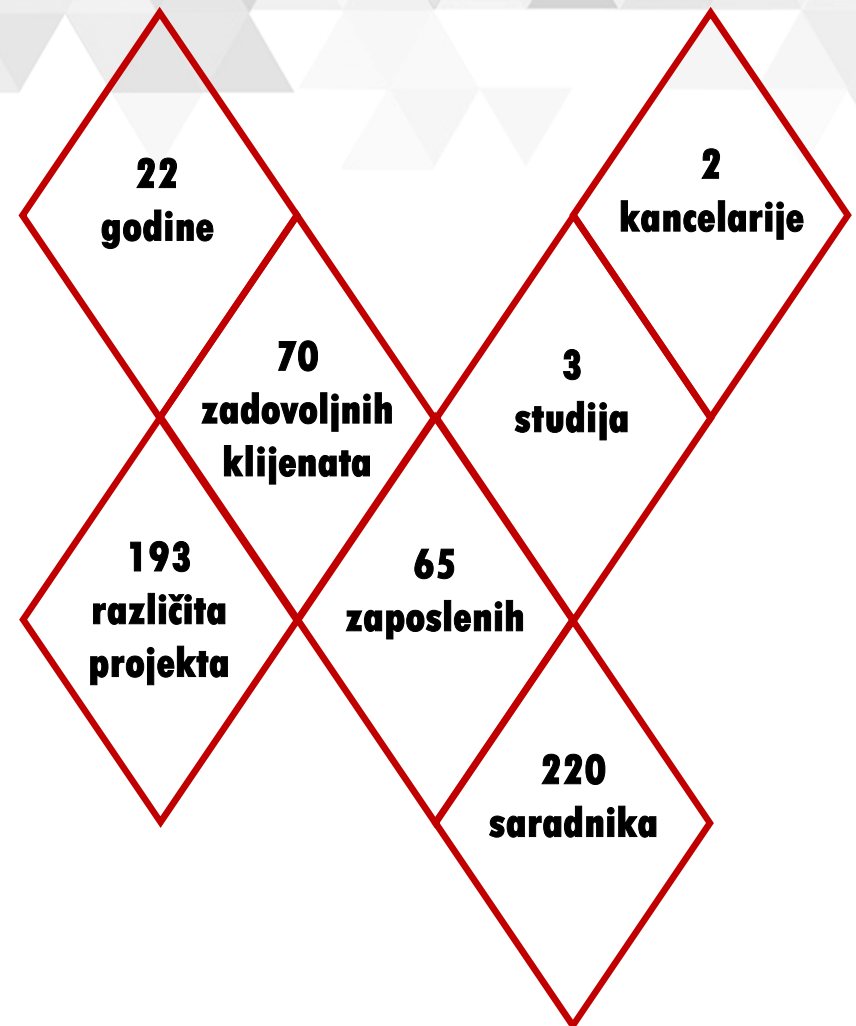 22
godine
2
kancelarije
70
zadovoljnih
klijenata
3
studija
193
različita
projekta
65
zaposlenih
220
saradnika